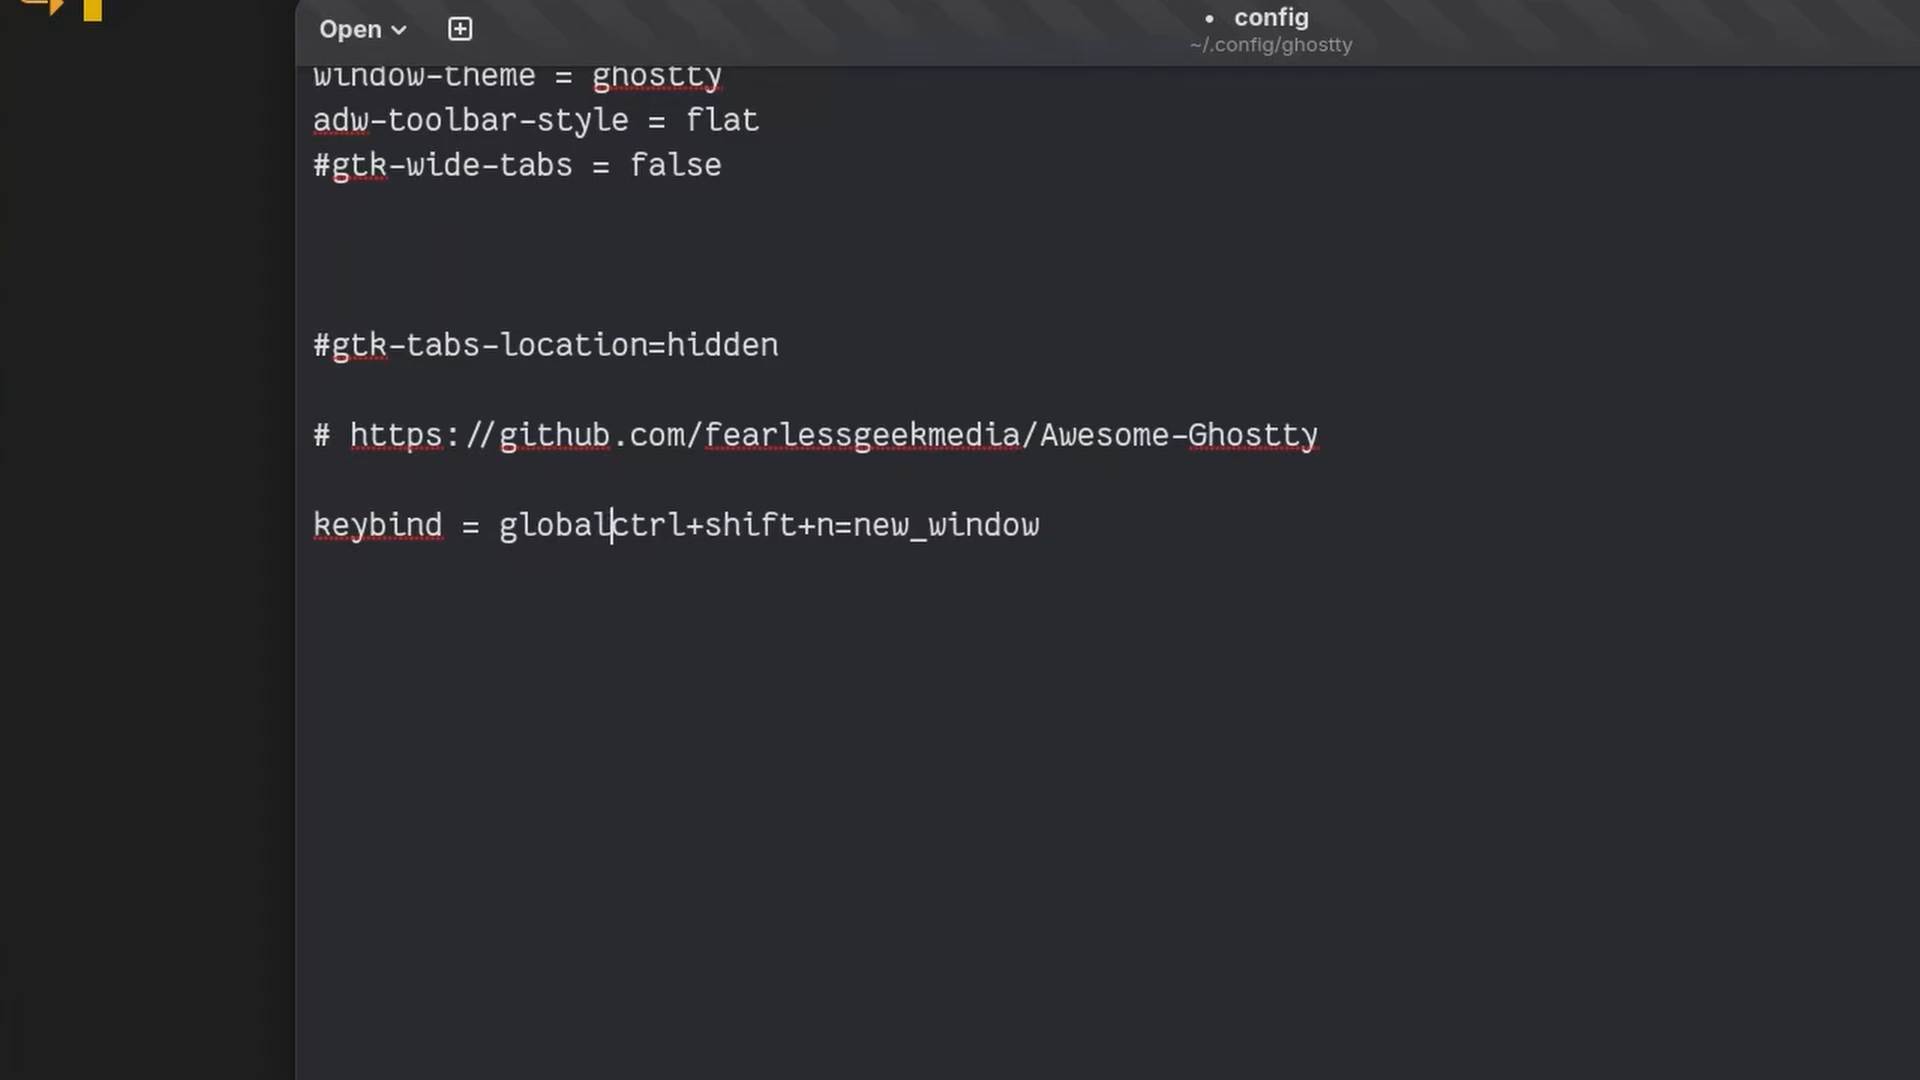 Open
• config
~/.config/ghostty
window-theme = ghostty
adw-toolbar-style = flat
#gtk-wide-tabs = false
#gtk-tabs-location=hidden
# https://github.com/fearlessgeekmedia/Awesome-Ghostty
keybind = globalctrl+shift+n=new_window